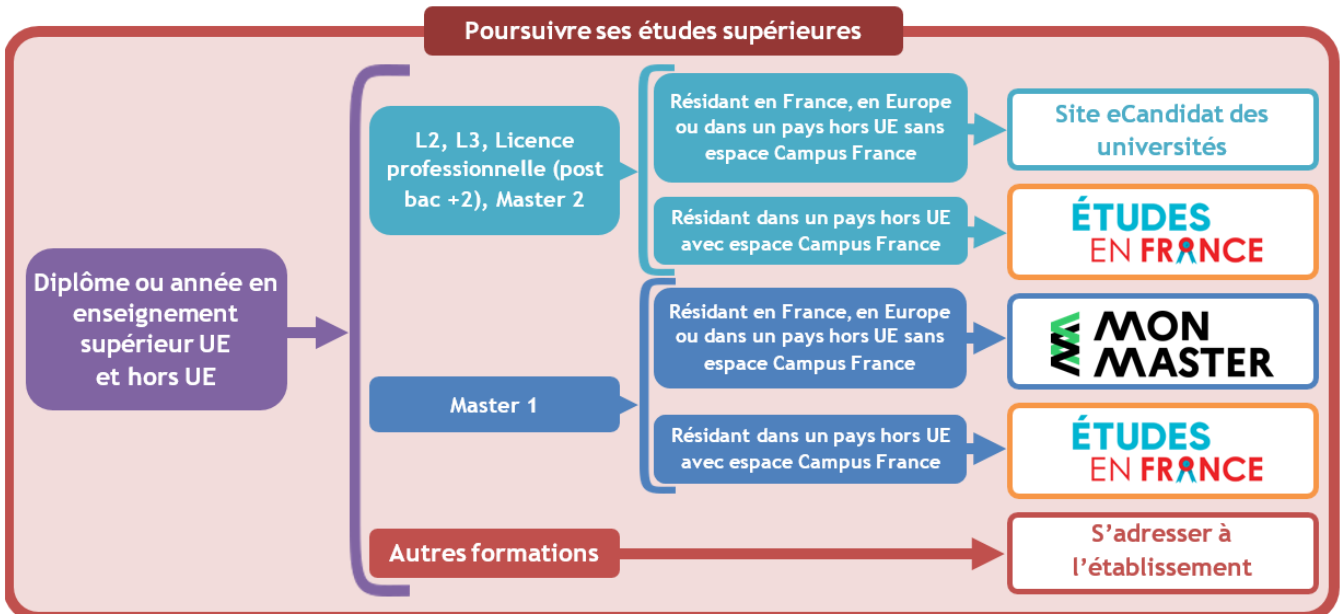 Poursuivre ses études supérieures
Diplôme ou année en
enseignement
supérieur UE
et hors UE
L2, L3, Licence
professionnelle (post
bac +2), Master 2
Résidant en France, en Europe
ou dans un pays hors UE sans
espace Campus France
Site eCandidat des
universités
Résidant dans un pays hors UE
avec espace Campus France
ÉTUDES
EN FRANCE
Master 1
Résidant en France, en Europe
ou dans un pays hors UE sans
espace Campus France
MON
MASTER
Résidant dans un pays hors UE
avec espace Campus France
ÉTUDES
EN FRANCE
Autres formations
S’adresser à
l’établissement